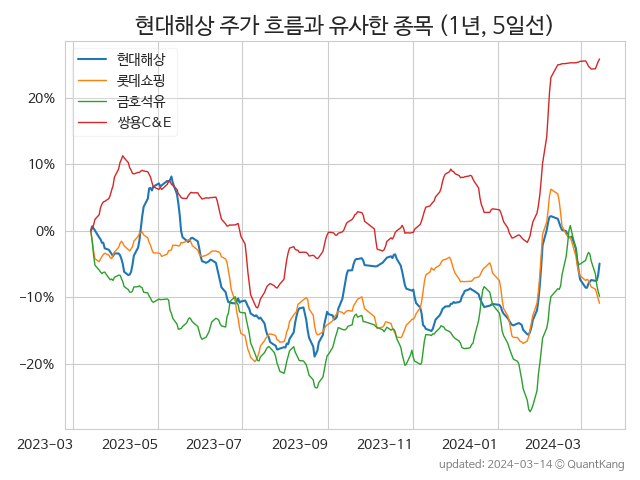 현대해상 주가 흐름과 유사한 종목 (1년, 5일선)
현대해상
롯데쇼핑
금호석유
쌍용C&E
20%
10%
0%
−10%
−20%
2023-03 2023-05 2023-07 2023-09 2023-11 2024-01 2024-03
updated: 2024-03-14 © QuantKang